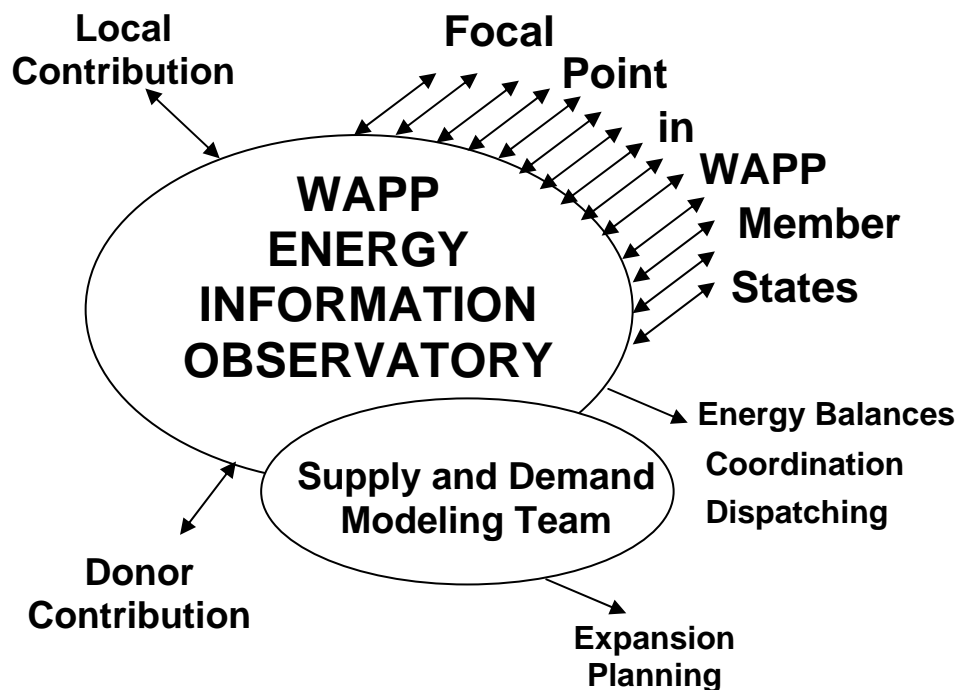 Local
Contribution
Focal
Point
in
WAPP
Member
States
WAPP
ENERGY
INFORMATION
OBSERVATORY
Energy Balances
Coordination
Dispatching
Supply and Demand
Modeling Team
Donor
Contribution
Expansion
Planning